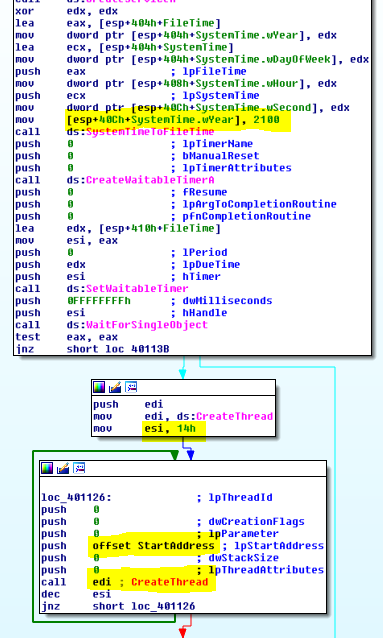 call ds:CreateServiceA
xor edx, edx
lea eax, [esp+404h+FileTime]
mov dword ptr [esp+404h+SystemTime.wYear], edx
lea ecx, [esp+404h+SystemTime]
mov dword ptr [esp+404h+SystemTime.wDayOfWeek], edx
push eax ; lpFileTime
mov dword ptr [esp+408h+SystemTime.wHour], edx
push ecx ; lpSystemTime
mov dword ptr [esp+40Ch+SystemTime.wSecond], edx
mov [esp+40Ch+SystemTime.wYear], 2100
call ds:SystemTimeToFileTime
push 0 ; lpTimerName
push 0 ; bManualReset
push 0 ; lpTimerAttributes
call ds:CreateWaitableTimerA
push 0 ; fResume
push 0 ; lpArgToCompletionRoutine
push 0 ; pfnCompletionRoutine
lea edx, [esp+410h+FileTime]
mov esi, eax
push 0 ; lPeriod
push edx ; lpDueTime
push esi ; hTimer
call ds:SetWaitableTimer
push 0FFFFFFFFh ; dwMilliseconds
push esi ; hHandle
call ds:WaitForSingleObject
test eax, eax
jnz short loc_40113B
push edi
mov edi, ds:CreateThread
mov esi, 14h
loc_401126: ; lpThreadId
push 0
push 0 ; dwCreationFlags
push 0 ; lpParameter
push offset StartAddress ; lpStartAddress
push 0 ; dwStackSize
push 0 ; lpThreadAttributes
call edi ; CreateThread
dec esi
jnz short loc_401126